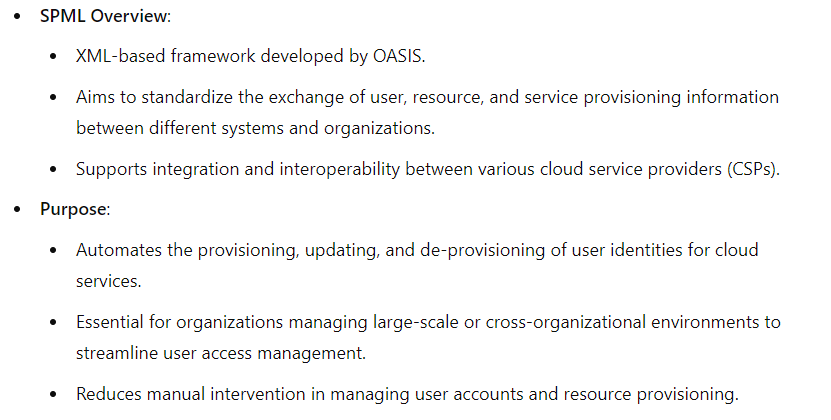 • SPML Overview:
• XML-based framework developed by OASIS.
• Aims to standardize the exchange of user, resource, and service provisioning information
between different systems and organizations.
• Supports integration and interoperability between various cloud service providers (CSPs).
• Purpose:
• Automates the provisioning, updating, and de-provisioning of user identities for cloud
services.
• Essential for organizations managing large-scale or cross-organizational environments to
streamline user access management.
• Reduces manual intervention in managing user accounts and resource provisioning.